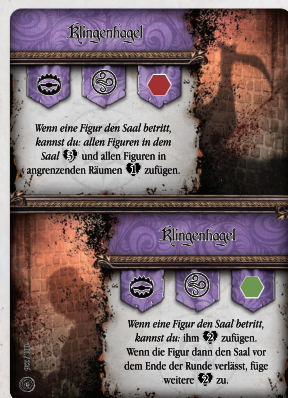 Klingenhagel
Wenn eine Figur den Saal betritt,
kannst du: allen Figuren in dem
Saal 3 und allen Figuren in
angrenzenden Räumen 1 zufügen.
Klingenhagel
Wenn eine Figur den Saal betritt,
kannst du: ihm 2 zufügen.
Wenn die Figur dann den Saal vor
dem Ende der Runde verlässt, füge
weitere 2 zu.